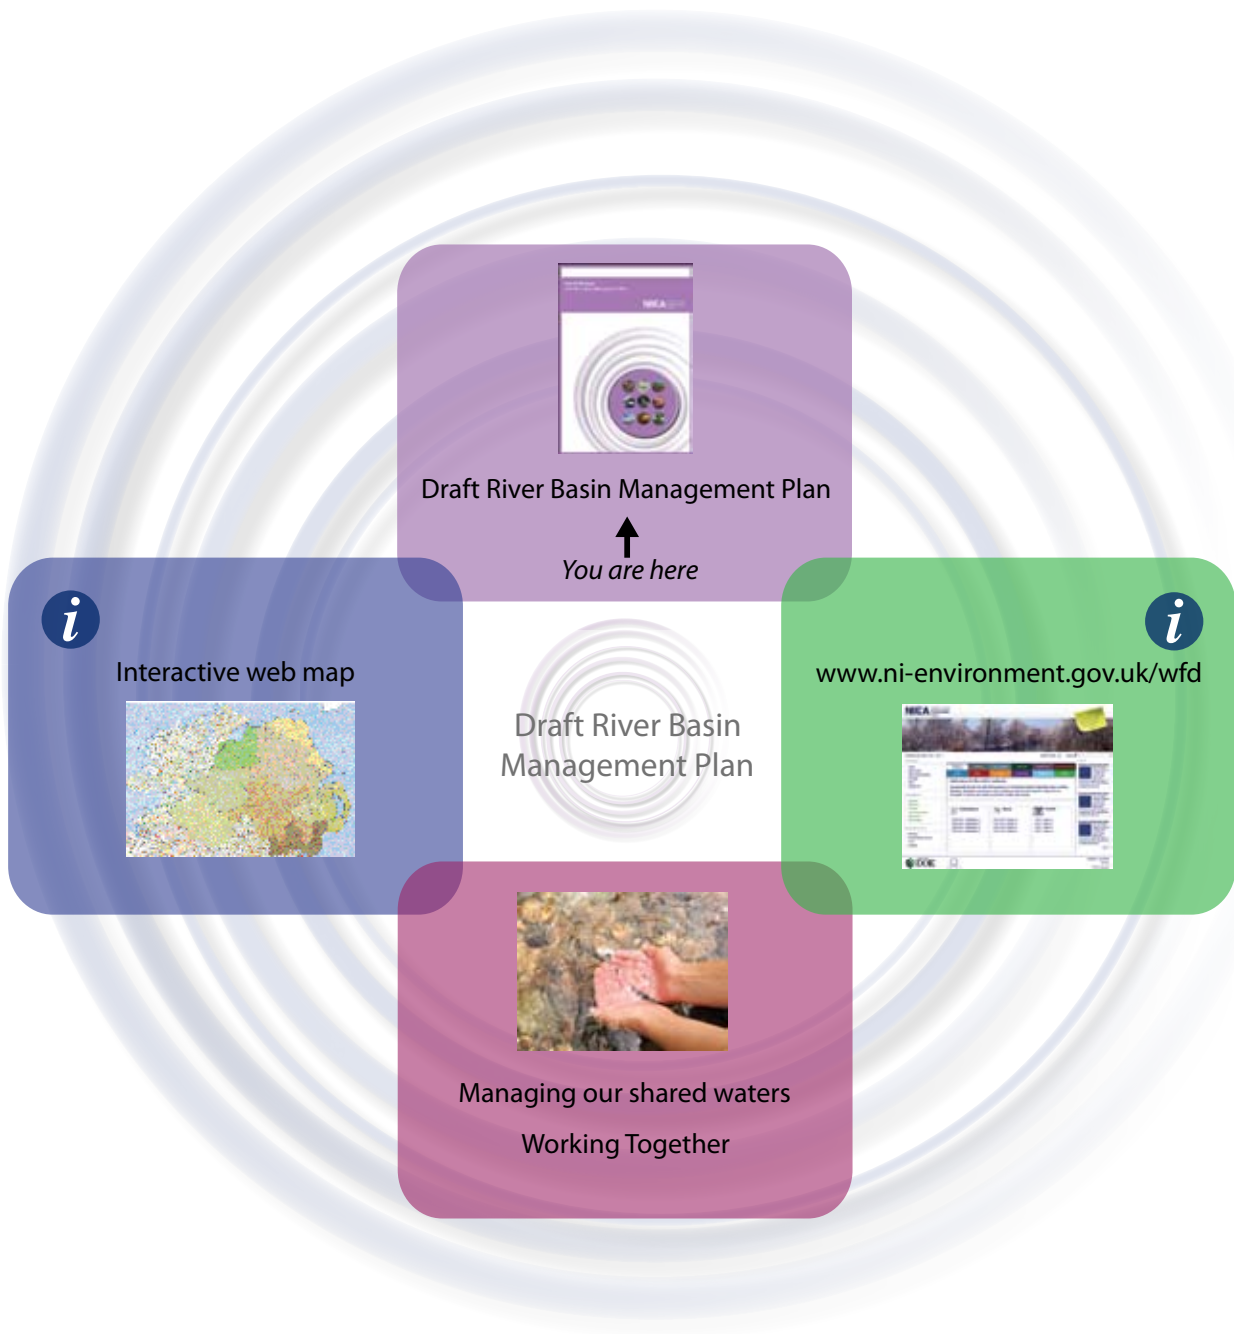 Draft River Basin Management Plan
You are here
i
Interactive web map
i
www.ni-environment.gov.uk/wfd
Draft River Basin
Management Plan
Managing our shared waters
Working Together